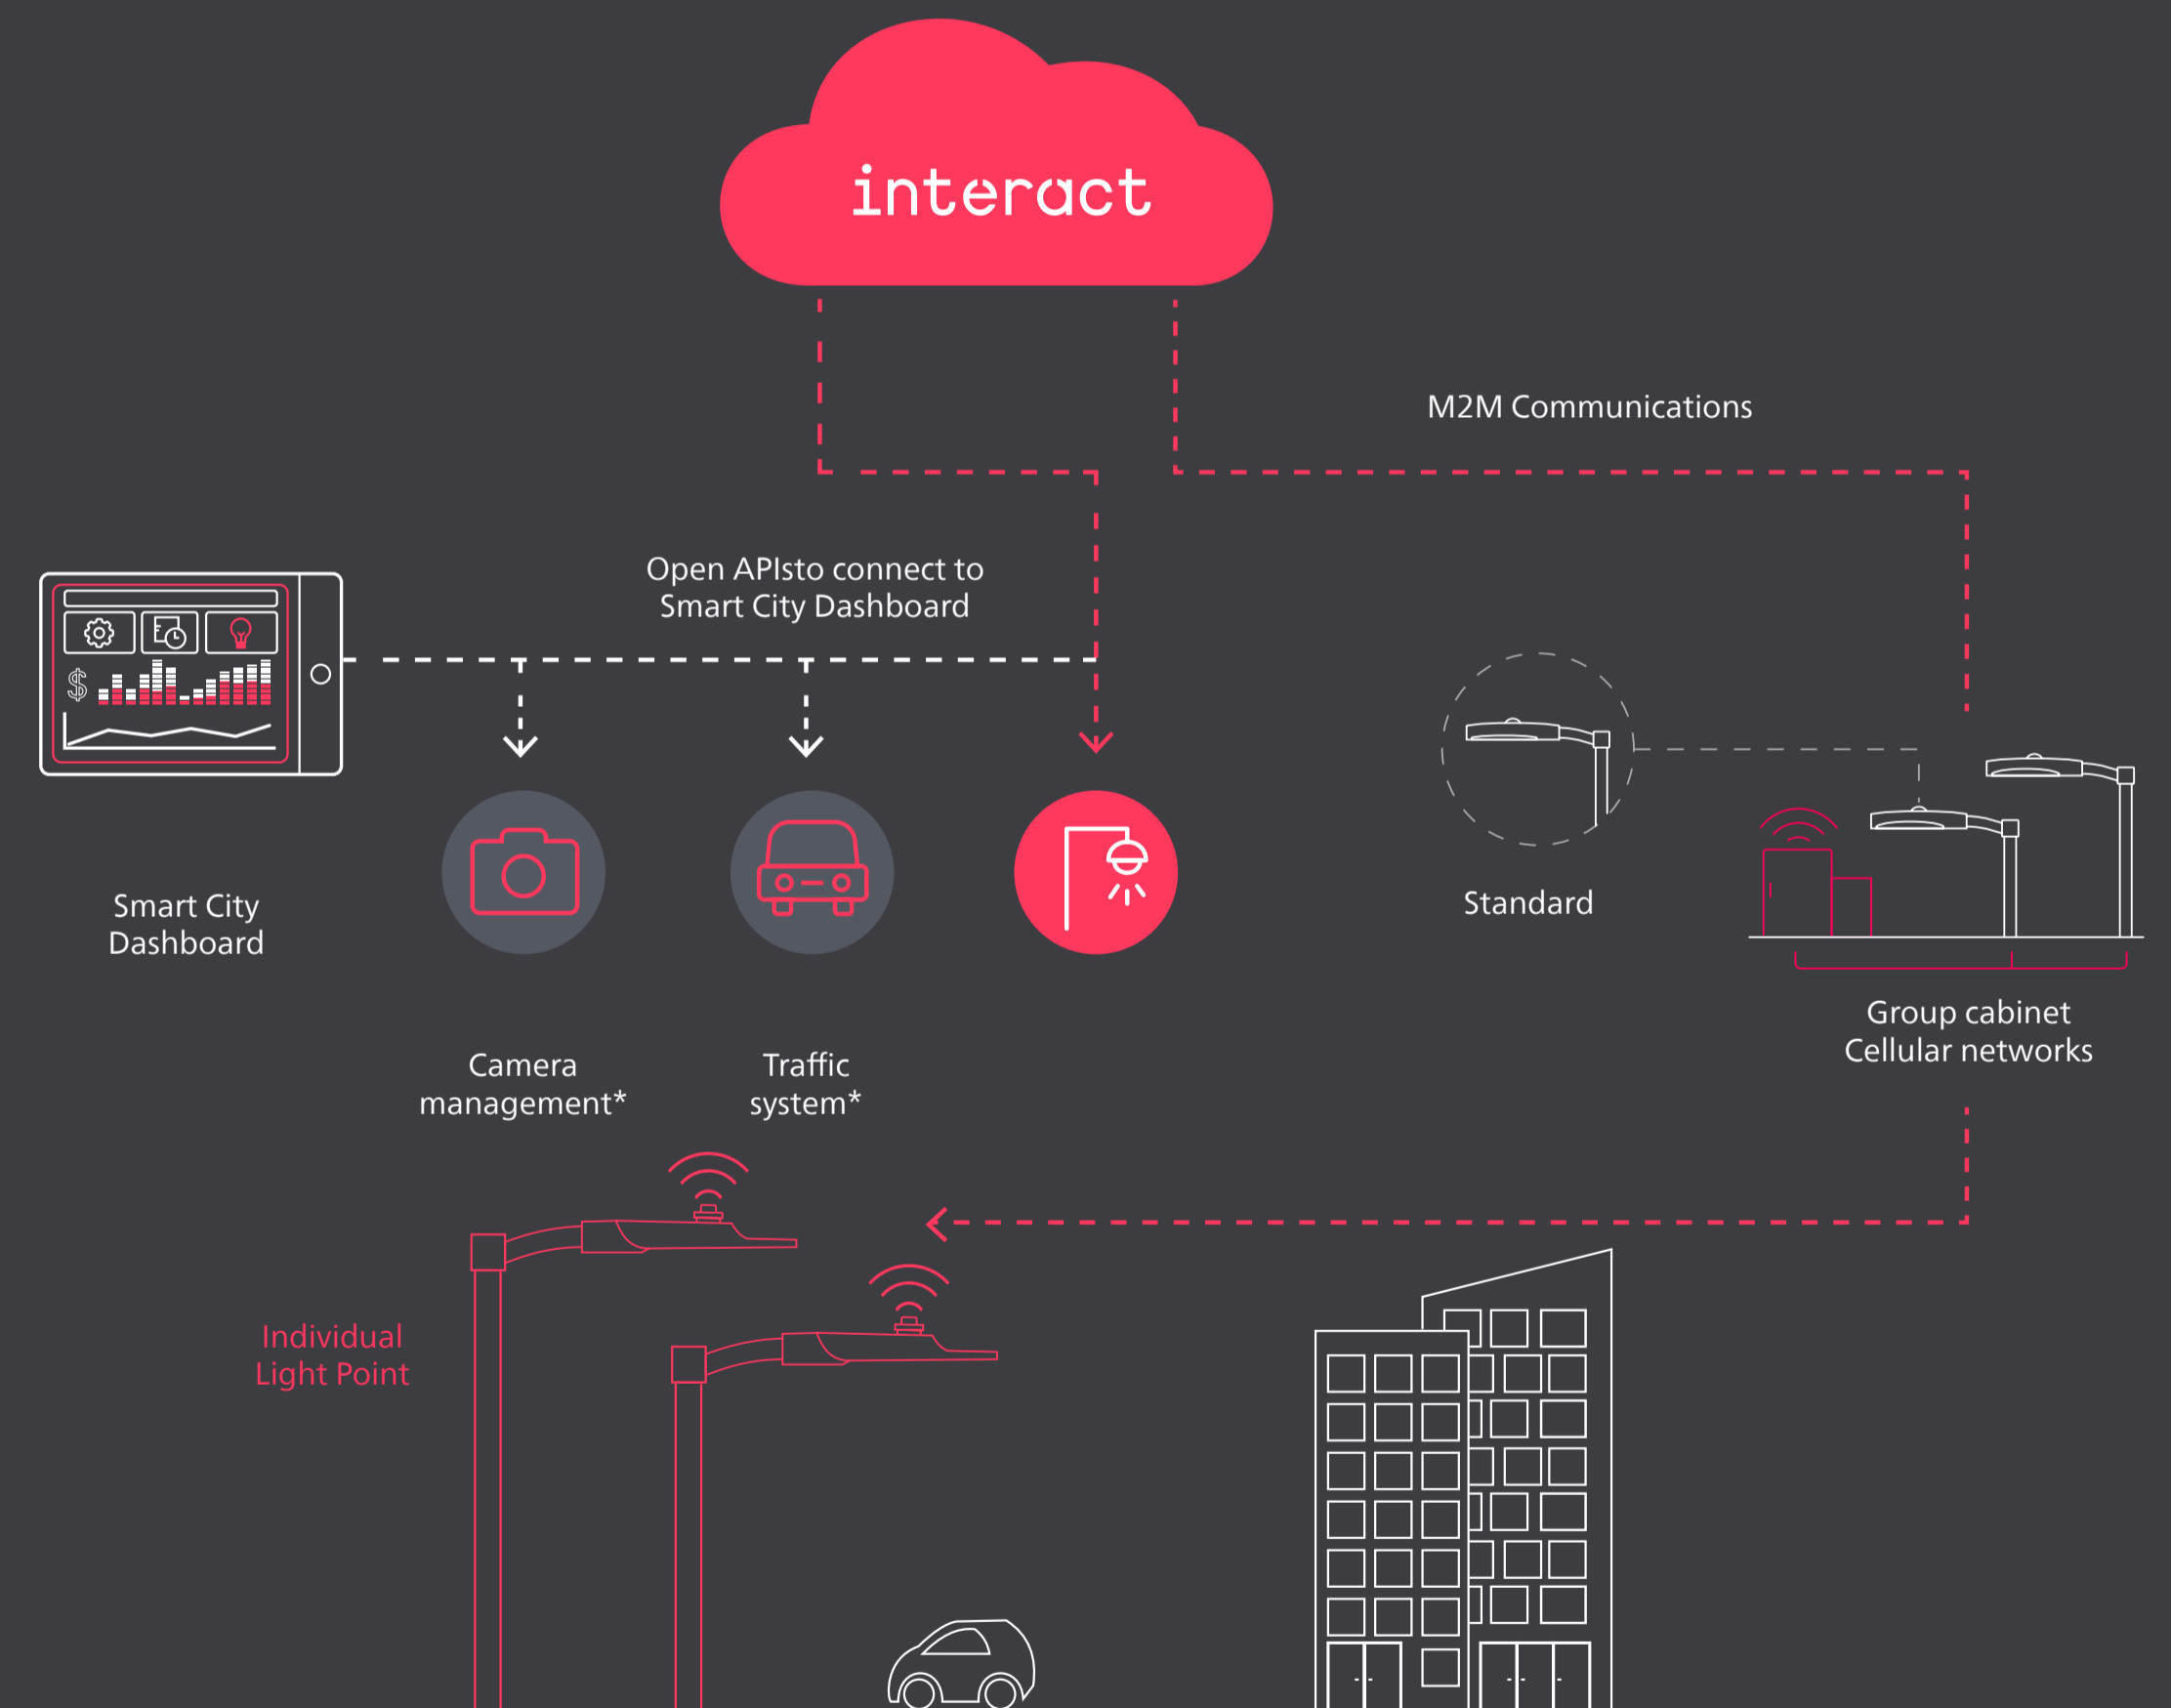 interact
M2M Communications
Open APIsto connect to
Smart City Dashboard
$
Smart City
Dashboard
Standard
Group cabinet
Cellular networks
Camera
management*
Traffic
system*
Individual
Light Point